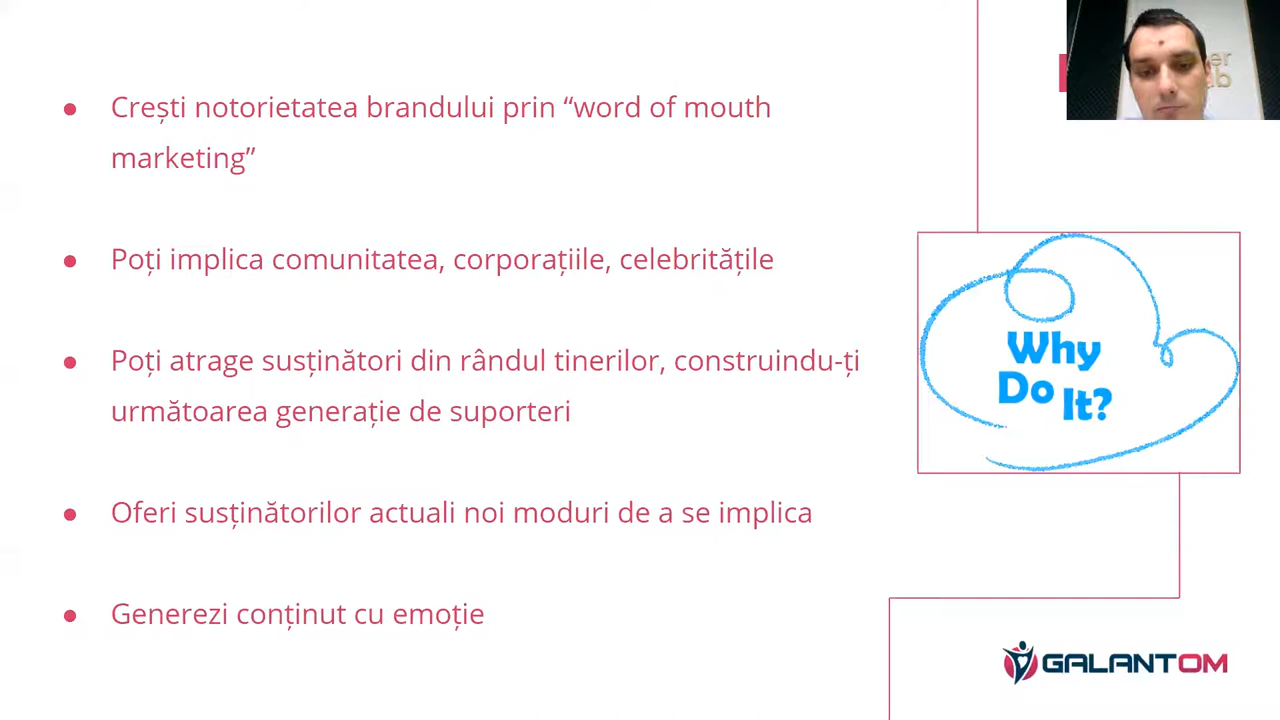 Crești notorietatea brandului prin “word of mouth
marketing”
Poți implica comunitatea, corporațiile, celebritățile
Poți atrage susținători din rândul tinerilor, construindu-ți
următoarea generație de suporteri
Oferi susținătorilor actuali noi moduri de a se implica
Generezi conținut cu emoție
Why
Do It?
GALANTOM